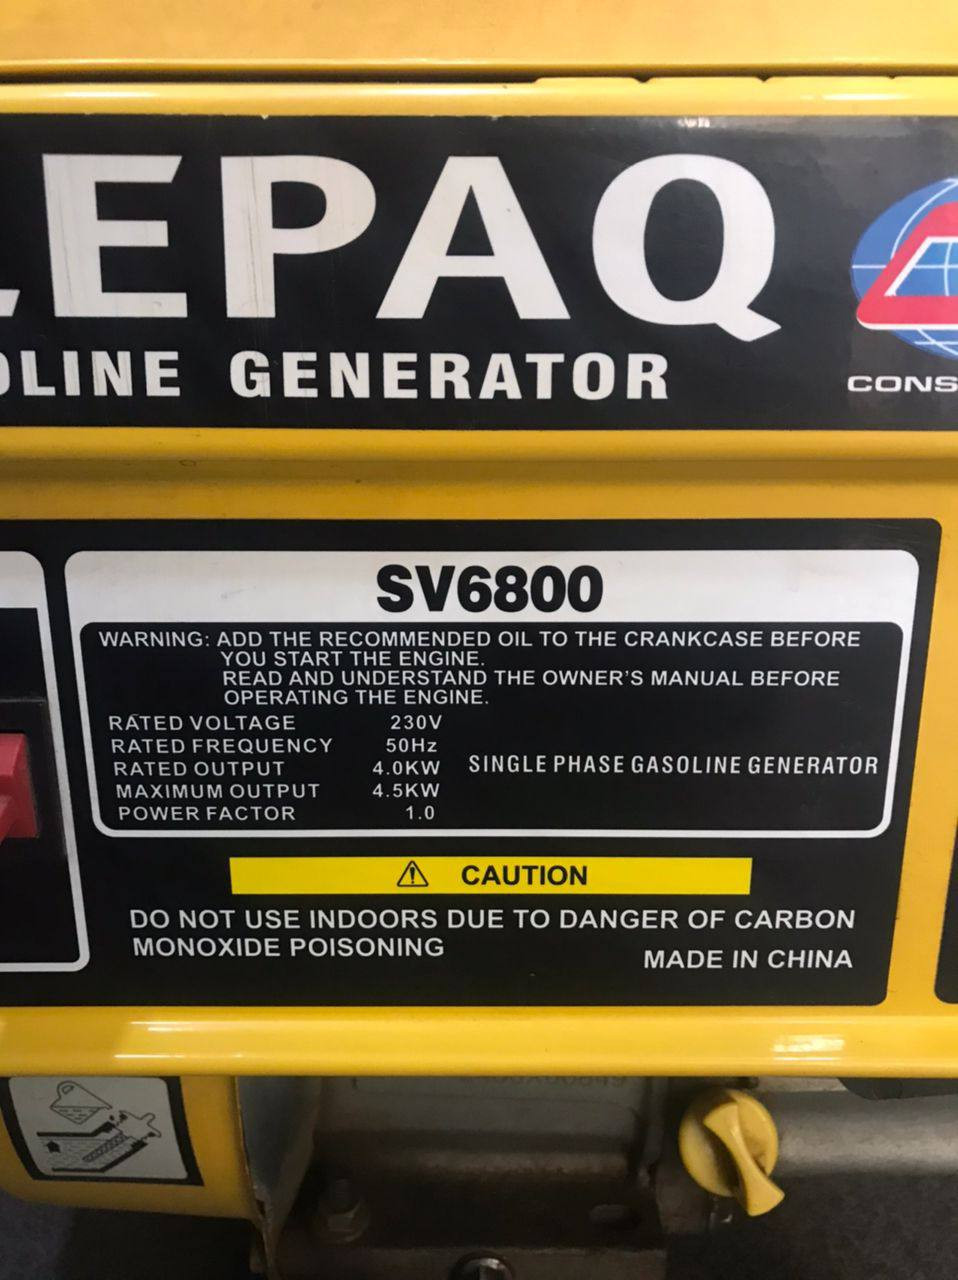 LEPAQ
OLINE GENERATOR
CONS
SV6800
WARNING: ADD THE RECOMMENDED OIL TO THE CRANKCASE BEFORE
YOU START THE ENGINE.
READ AND UNDERSTAND THE OWNER'S MANUAL BEFORE
OPERATING THE ENGINE.
RATED VOLTAGE 230V
RATED FREQUENCY 50Hz
RATED OUTPUT 4.0KW SINGLE PHASE GASOLINE GENERATOR
MAXIMUM OUTPUT 4.5KW
POWER FACTOR 1.0
CAUTION
DO NOT USE INDOORS DUE TO DANGER OF CARBON
MONOXIDE POISONING
MADE IN CHINA